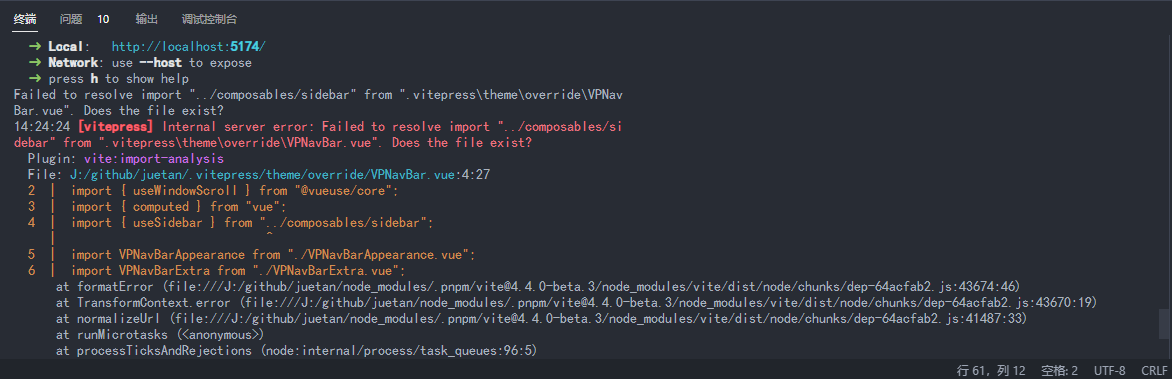 终端 问题 10 输出 调试控制台
➜ Local: http://localhost:5174/
➜ Network: use --host to expose
➜ press h to show help
Failed to resolve import "../composables/sidebar" from ".vitepress\theme\override\VPNav
Bar.vue". Does the file exist?
14:24:24 [vitepress] Internal server error: Failed to resolve import "../composables/si
debar" from ".vitepress\theme\override\VPNavBar.vue". Does the file exist?
Plugin: vite:import-analysis
File: J:/github/juetan/.vitepress/theme/override/VPNavBar.vue:4:27
2 | import { useWindowScroll } from "@vueuse/core";
3 | import { computed } from "vue";
4 | import { useSidebar } from "../composables/sidebar";
| ^
5 | import VPNavBarAppearance from "./VPNavBarAppearance.vue";
6 | import VPNavBarExtra from "./VPNavBarExtra.vue";
at formatError (file:///J:/github/juetan/node_modules/.pnpm/vite@4.4.0-beta.3/node_modules/vite/dist/node/chunks/dep-64acfab2.js:43674:46)
at TransformContext.error (file:///J:/github/juetan/node_modules/.pnpm/vite@4.4.0-beta.3/node_modules/vite/dist/node/chunks/dep-64acfab2.js:43670:19)
at normalizeUrl (file:///J:/github/juetan/node_modules/.pnpm/vite@4.4.0-beta.3/node_modules/vite/dist/node/chunks/dep-64acfab2.js:41487:33)
at runMicrotasks (<anonymous>)
at processTicksAndRejections (node:internal/process/task_queues:96:5)
行 61，列 12 空格: 2 UTF-8 CRLF